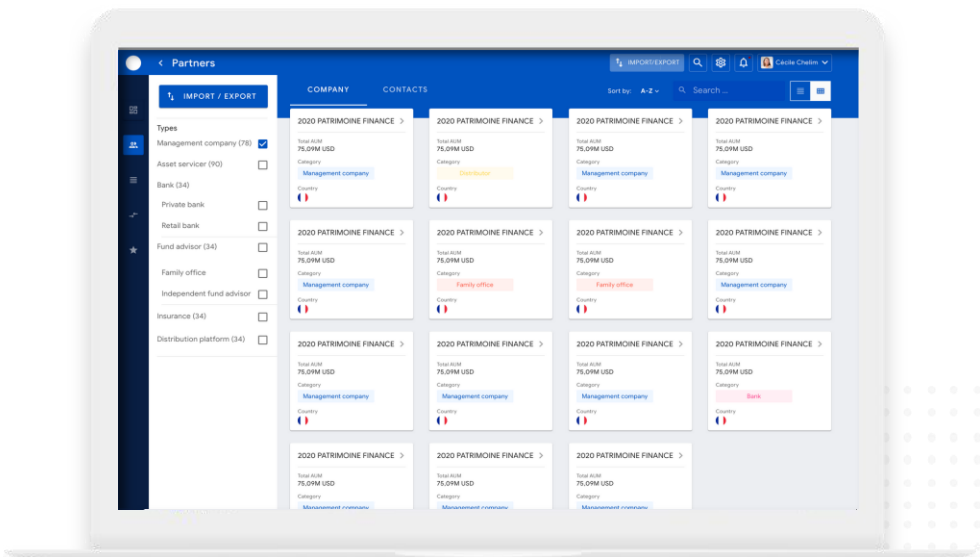 Partners
IMPORT/EXPORT
Cécile Chelim
IMPORT / EXPORT
COMPANY
CONTACTS
Sort by: A-Z
Search ...
Types
Management company (78)
Asset servicer (90)
Bank (34)
Private bank
Retail bank
Fund advisor (34)
Family office
Independent fund advisor
Insurance (34)
Distribution platform (34)
2020 PATRIMOINE FINANCE
Total AUM
75,09M USD
Category
Management company
Country
2020 PATRIMOINE FINANCE
Total AUM
75,09M USD
Category
Distributor
Country
2020 PATRIMOINE FINANCE
Total AUM
75,09M USD
Category
Management company
Country
2020 PATRIMOINE FINANCE
Total AUM
75,09M USD
Category
Management company
Country
2020 PATRIMOINE FINANCE
Total AUM
75,09M USD
Category
Management company
Country
2020 PATRIMOINE FINANCE
Total AUM
75,09M USD
Category
Family office
Country
2020 PATRIMOINE FINANCE
Total AUM
75,09M USD
Category
Family office
Country
2020 PATRIMOINE FINANCE
Total AUM
75,09M USD
Category
Management company
Country
2020 PATRIMOINE FINANCE
Total AUM
75,09M USD
Category
Management company
Country
2020 PATRIMOINE FINANCE
Total AUM
75,09M USD
Category
Management company
Country
2020 PATRIMOINE FINANCE
Total AUM
75,09M USD
Category
Management company
Country
2020 PATRIMOINE FINANCE
Total AUM
75,09M USD
Category
Bank
Country
2020 PATRIMOINE FINANCE
Total AUM
75,09M USD
Category
Management company
2020 PATRIMOINE FINANCE
Total AUM
75,09M USD
Category
Management company
2020 PATRIMOINE FINANCE
Total AUM
75,09M USD
Category
Management company